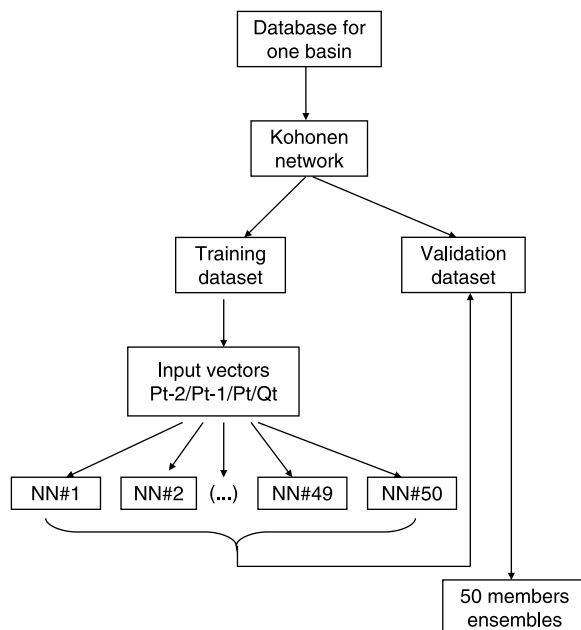 Database for
one basin
Kohonen
network
Training
dataset
Validation
dataset
Input vectors
Pt-2/Pt-1/Pt/Qt
NN#1 NN#2 (...) NN#49 NN#50
50 members
ensembles